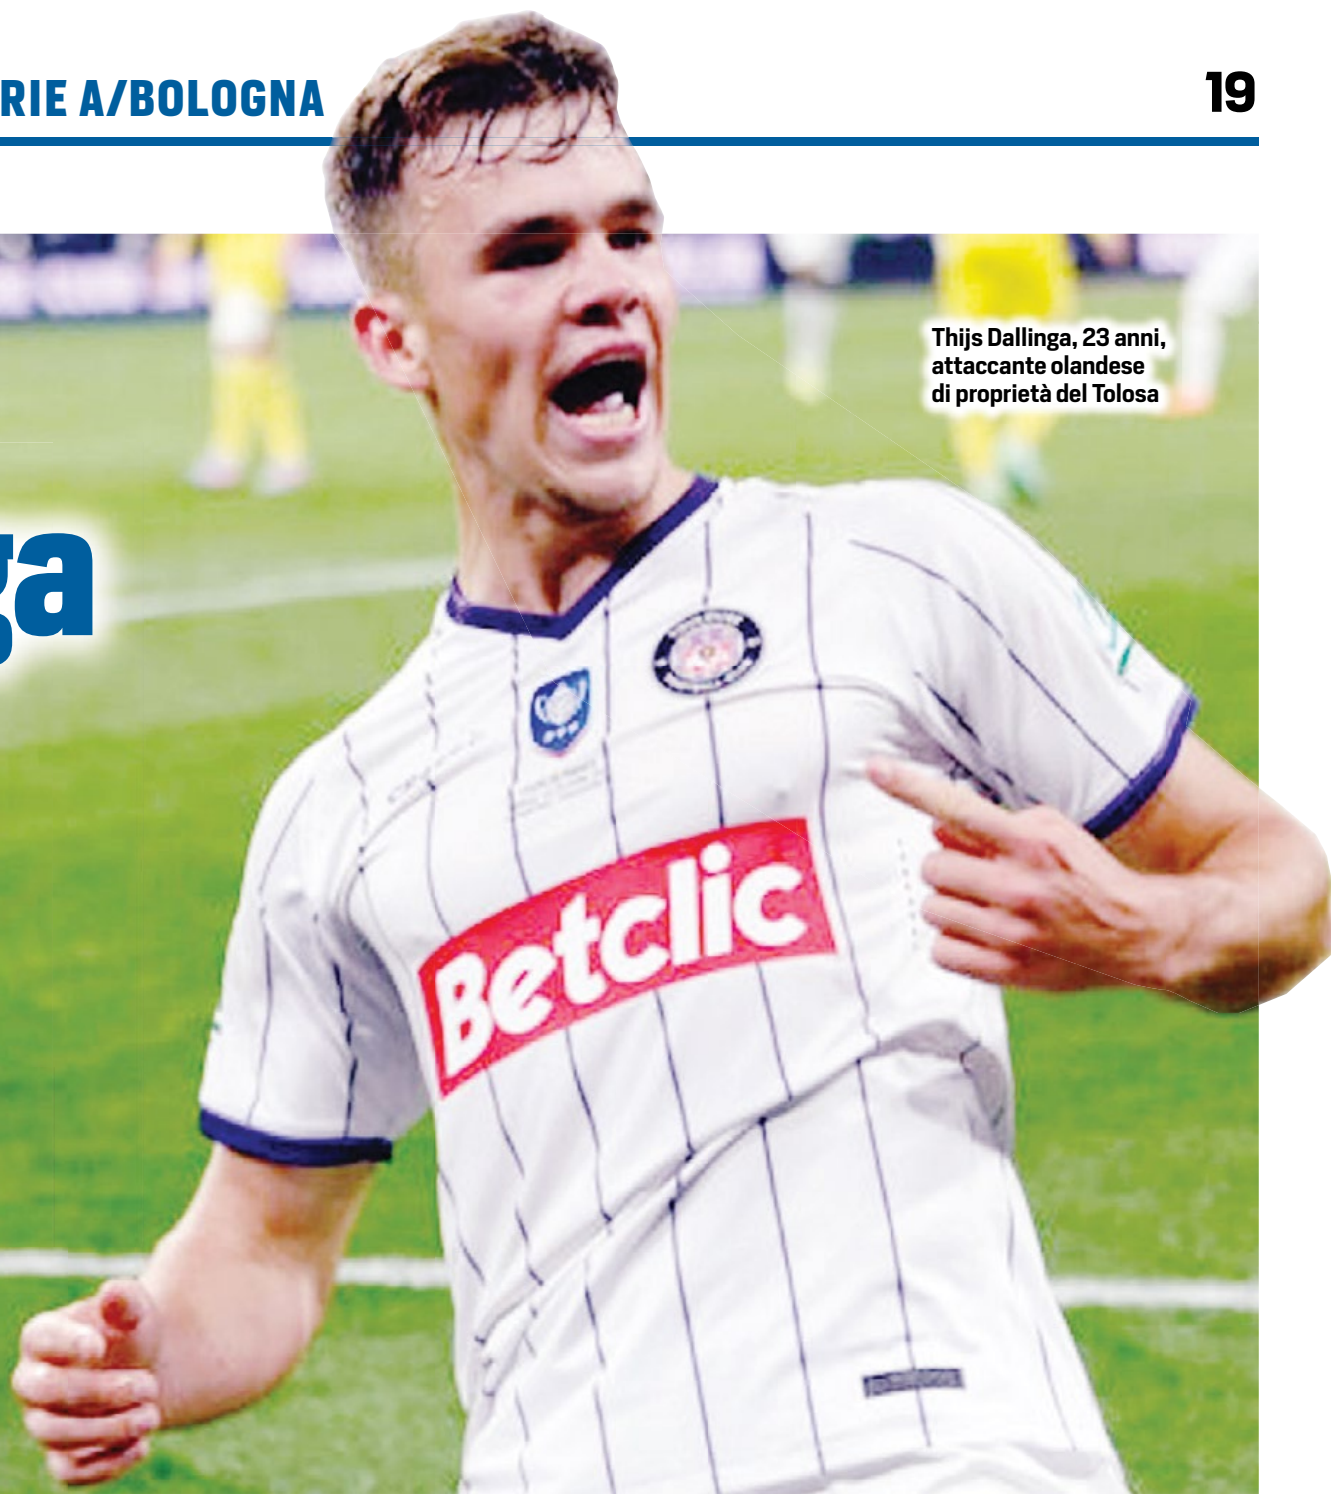 RIE A/BOLOGNA
19
Thijs Dallinga, 23 anni,
attaccante olandese
di proprietà del Tolosa
ga
Betclic